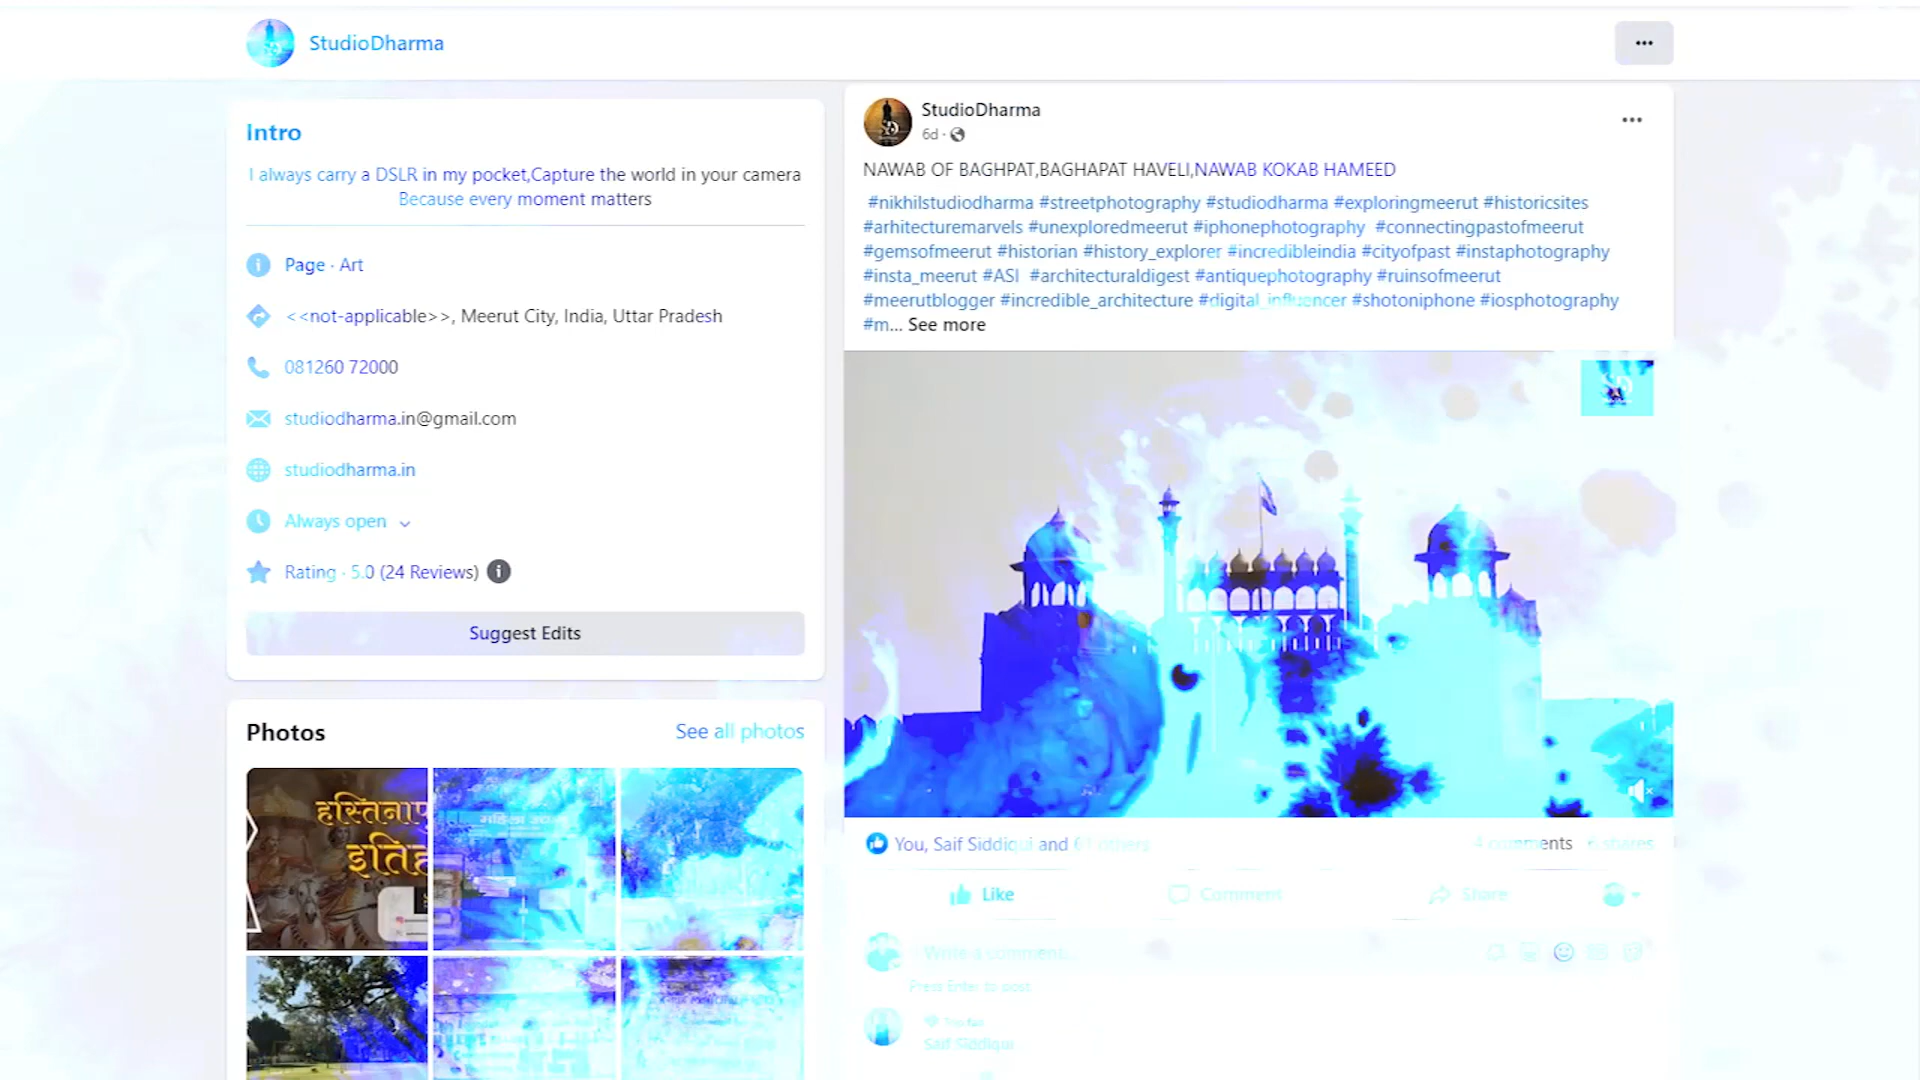 StudioDharma
Intro
I always carry a DSLR in my pocket,Capture the world in your camera
Because every moment matters
Page · Art
<<not-applicable>>, Meerut City, India, Uttar Pradesh
081260 72000
studiodharma.in@gmail.com
studiodharma.in
Always open
Rating · 5.0 (24 Reviews)
Suggest Edits
Photos
See all photos
हस्तिनाप
इति
StudioDharma
6d ·
NAWAB OF BAGHPAT,BAGHAPAT HAVELI,NAWAB KOKAB HAMEED
#nikhilstudiodharma #streetphotography #studiodharma #exploringmeerut #historicsites
#arhitecturemarvels #unexploredmeerut #iphonephotography #connectingpastofmeerut
#gemsofmeerut #historian #history_explorer #incredibleindia #cityofpast #instaphotography
#insta_meerut #ASI #architecturaldigest #antiquephotography #ruinsofmeerut
#meerutblogger #incredible_architecture #digital_influencer #shotoniphone #iosphotography
#m... See more
SD
You, Saif Siddiqui and others
4 comments 6 shares
Like
Comment
Share
Write a comment...
Press Enter to post.
Top fan
Saif Siddiqui